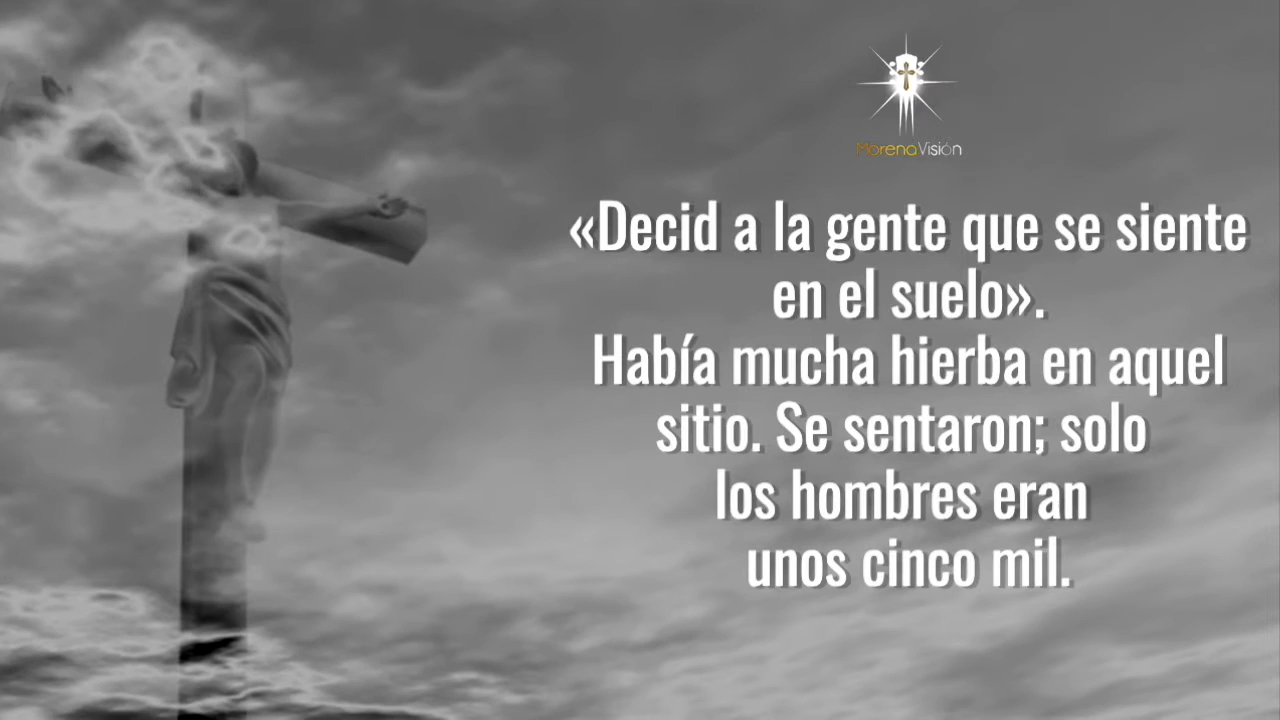 MorenaVisión
«Decid a la gente que se siente
en el suelo».
Había mucha hierba en aquel
sitio. Se sentaron; solo
los hombres eran
unos cinco mil.